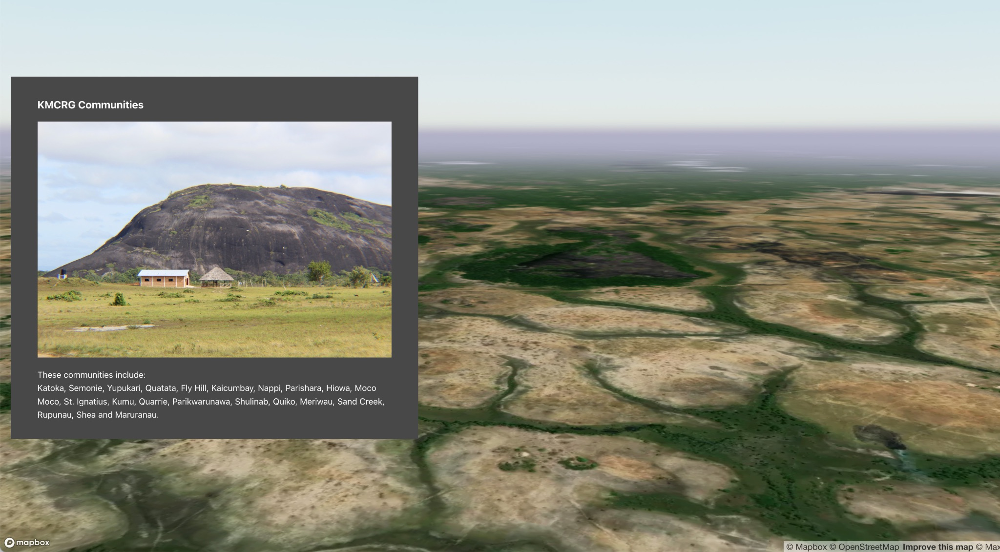 KMCRG Communities
These communities include:
Katoka, Semonie, Yupukari, Quatata, Fly Hill, Kaicumbay, Nappi, Parishara, Hiowa, Moco
Moco, St. Ignatius, Kumu, Quarrie, Parikwarunawa, Shulinab, Quiko, Meriwau, Sand Creek,
Rupunau, Shea and Maruranau.
mapbox
© Mapbox © OpenStreetMap Improve this map © Max